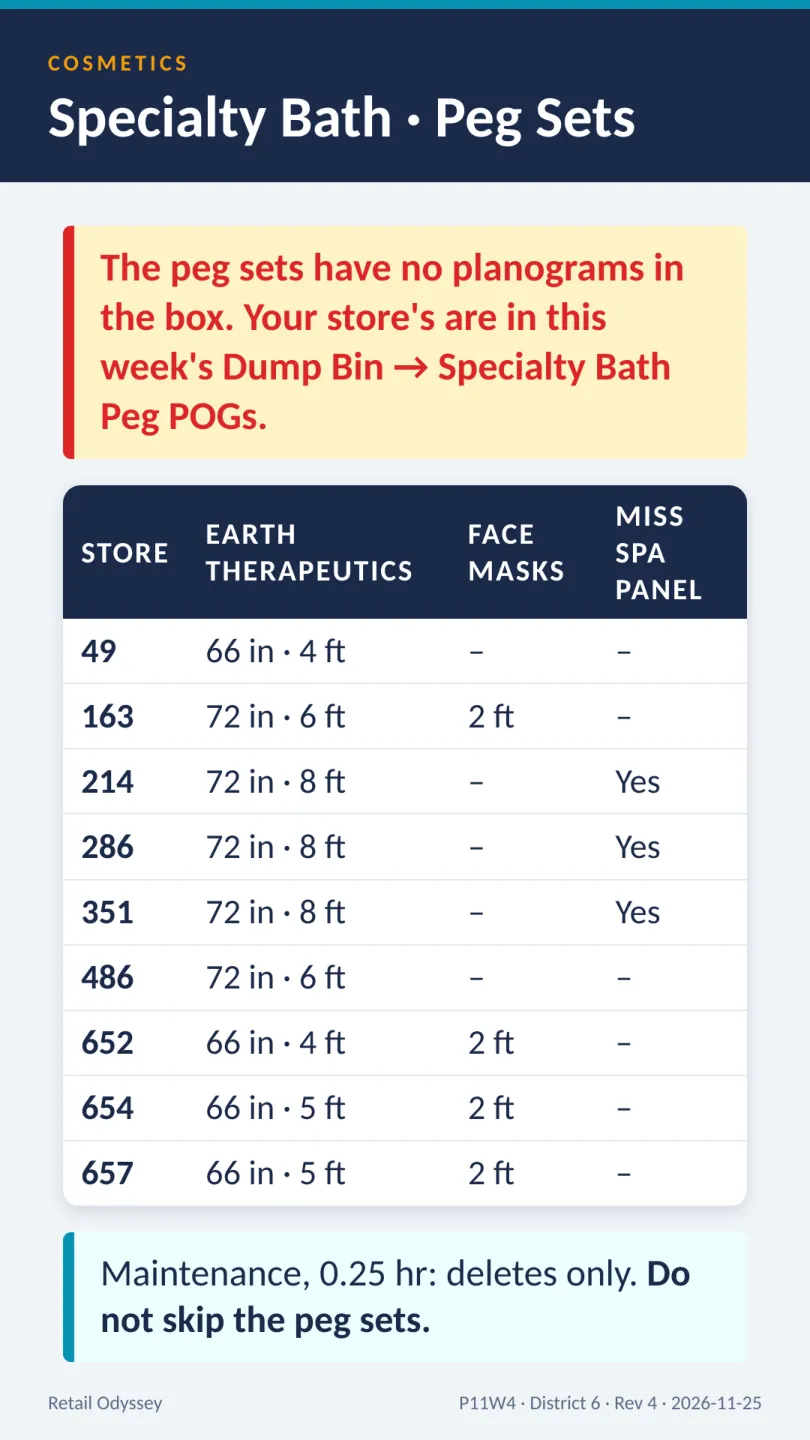 COSMETICS
Specialty Bath · Peg Sets
The peg sets have no planograms in
the box. Your store's are in this
week's Dump Bin → Specialty Bath
Peg POGs.
STORE EARTH THERAPEUTICS FACE MASKS MISS SPA PANEL
49 66 in · 4 ft – –
163 72 in · 6 ft 2 ft –
214 72 in · 8 ft – Yes
286 72 in · 8 ft – Yes
351 72 in · 8 ft – Yes
486 72 in · 6 ft – –
652 66 in · 4 ft 2 ft –
654 66 in · 5 ft 2 ft –
657 66 in · 5 ft 2 ft –
Maintenance, 0.25 hr: deletes only. Do
not skip the peg sets.
Retail Odyssey P11W4 · District 6 · Rev 4 · 2026-11-25